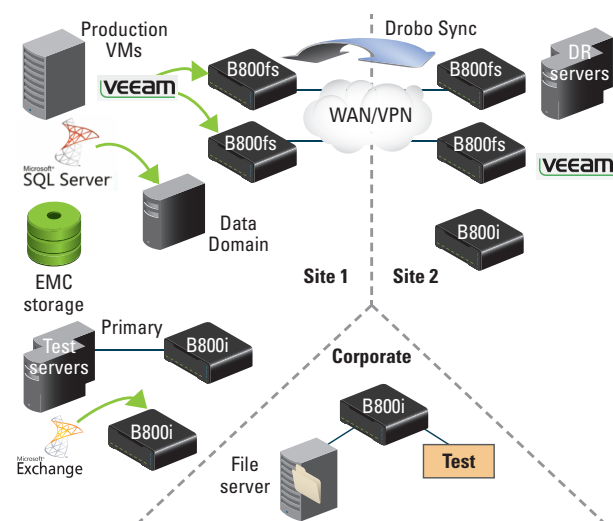 Production
VMs
Drobo Sync
B800fs
B800fs
DR
servers
veeam
WAN/VPN
B800fs
B800fs
veeam
Microsoft®
SQL Server
Data
Domain
B800i
EMC
storage
Site 1
Site 2
Primary
Test
servers
B800i
Corporate
B800i
B800i
Microsoft®
Exchange
File
server
Test